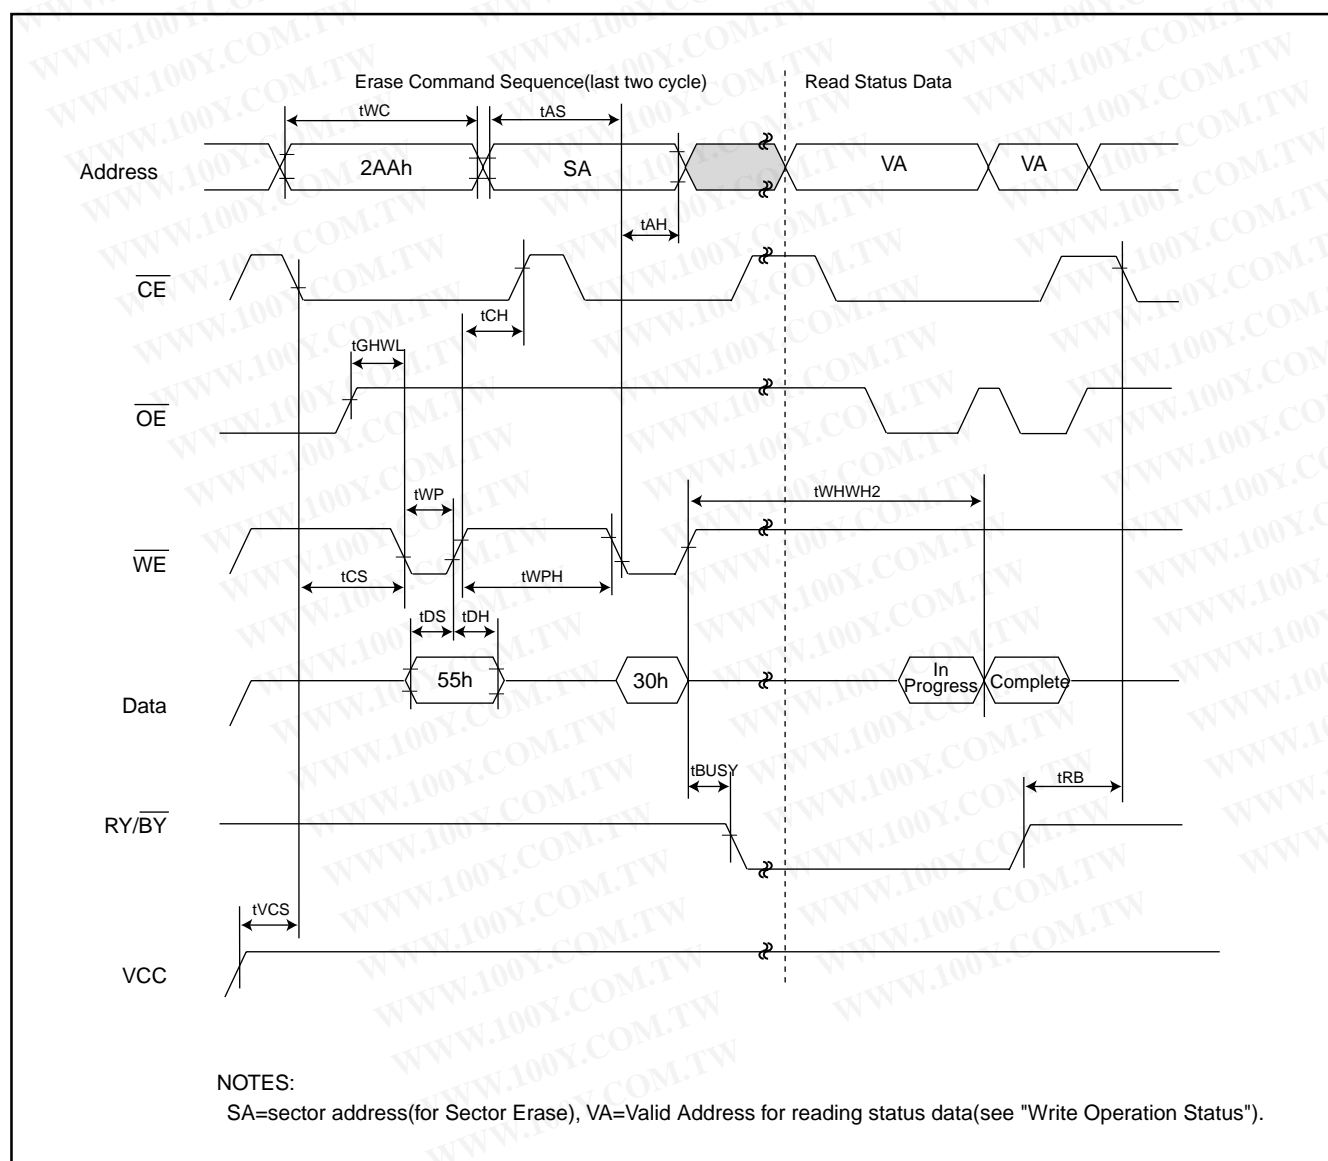 Erase Command Sequence(last two cycle) Read Status Data
tWC tAS
Address 2AAh SA VA VA
tAH
CE
tCH
tGHWL
OE
tWP tWHWH2
WE
tCS tWPH
tDS tDH
Data 55h 30h In Progress Complete
tBUSY tRB
RY/BY
tVCS
VCC
NOTES:
SA=sector address(for Sector Erase), VA=Valid Address for reading status data(see "Write Operation Status").
WWW.100Y.COM.TW